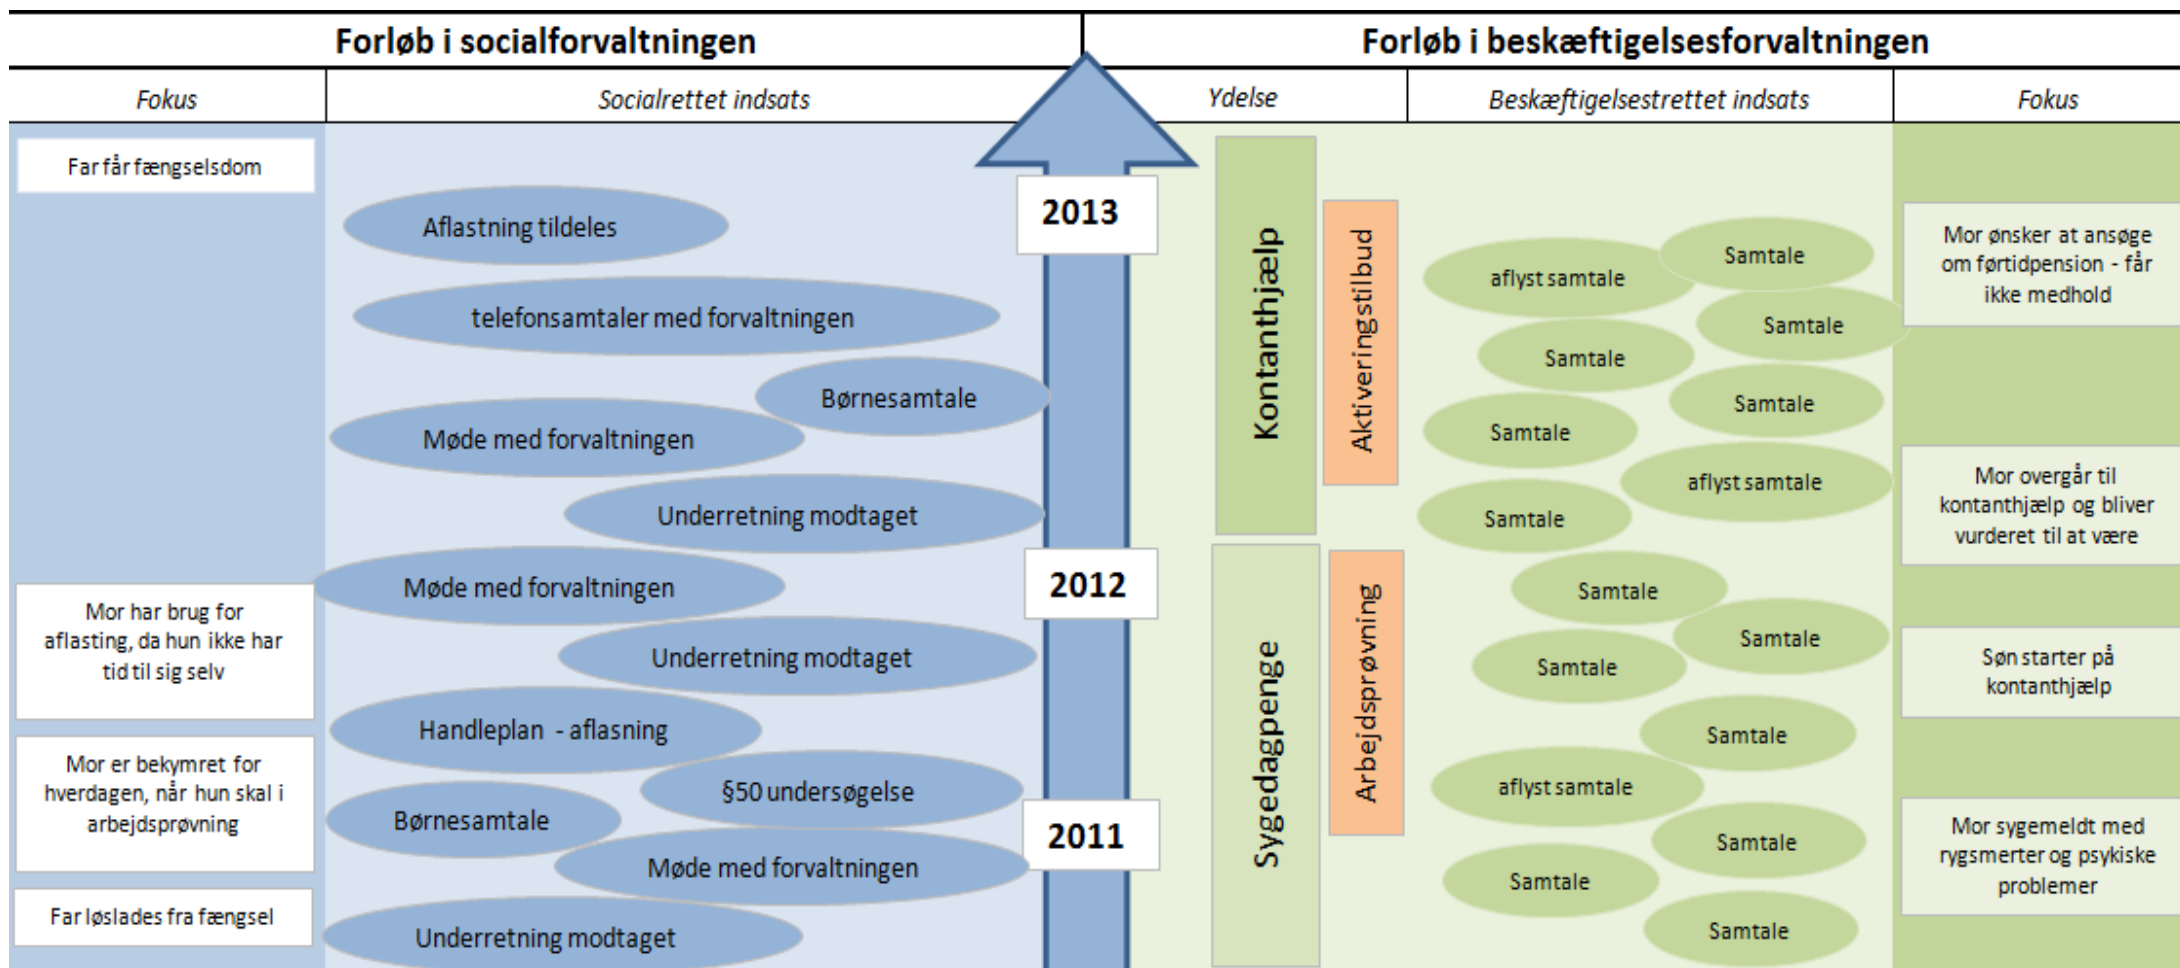 Forløb i socialforvaltningen
Forløb i beskæftigelsesforvaltningen
Fokus
Socialrettet indsats
Ydelse
Beskæftigelsestrettet indsats
Fokus
Far får fængselsdom
Mor har brug for
aflasting, da hun ikke har
tid til sig selv
Mor er bekymret for
hverdagen, når hun skal i
arbejdsprøvning
Far løslades fra fængsel
Aflastning tildeles
telefonsamtaler med forvaltningen
Børnesamtale
Møde med forvaltningen
Underretning modtaget
Møde med forvaltningen
Underretning modtaget
Handleplan - aflasning
§50 undersøgelse
Børnesamtale
Møde med forvaltningen
Underretning modtaget
2013
2012
2011
Kontanthjælp
Sygedagpenge
Aktiveringstilbud
Arbejdsprøvning
Samtale
aflyst samtale
Samtale
Samtale
Samtale
Samtale
aflyst samtale
Samtale
Samtale
Samtale
Samtale
Samtale
aflyst samtale
Samtale
Samtale
Samtale
Mor ønsker at ansøge
om førtidpension - får
ikke medhold
Mor overgår til
kontanthjælp og bliver
vurderet til at være
Søn starter på
kontanthjælp
Mor sygemeldt med
rygsmerter og psykiske
problemer